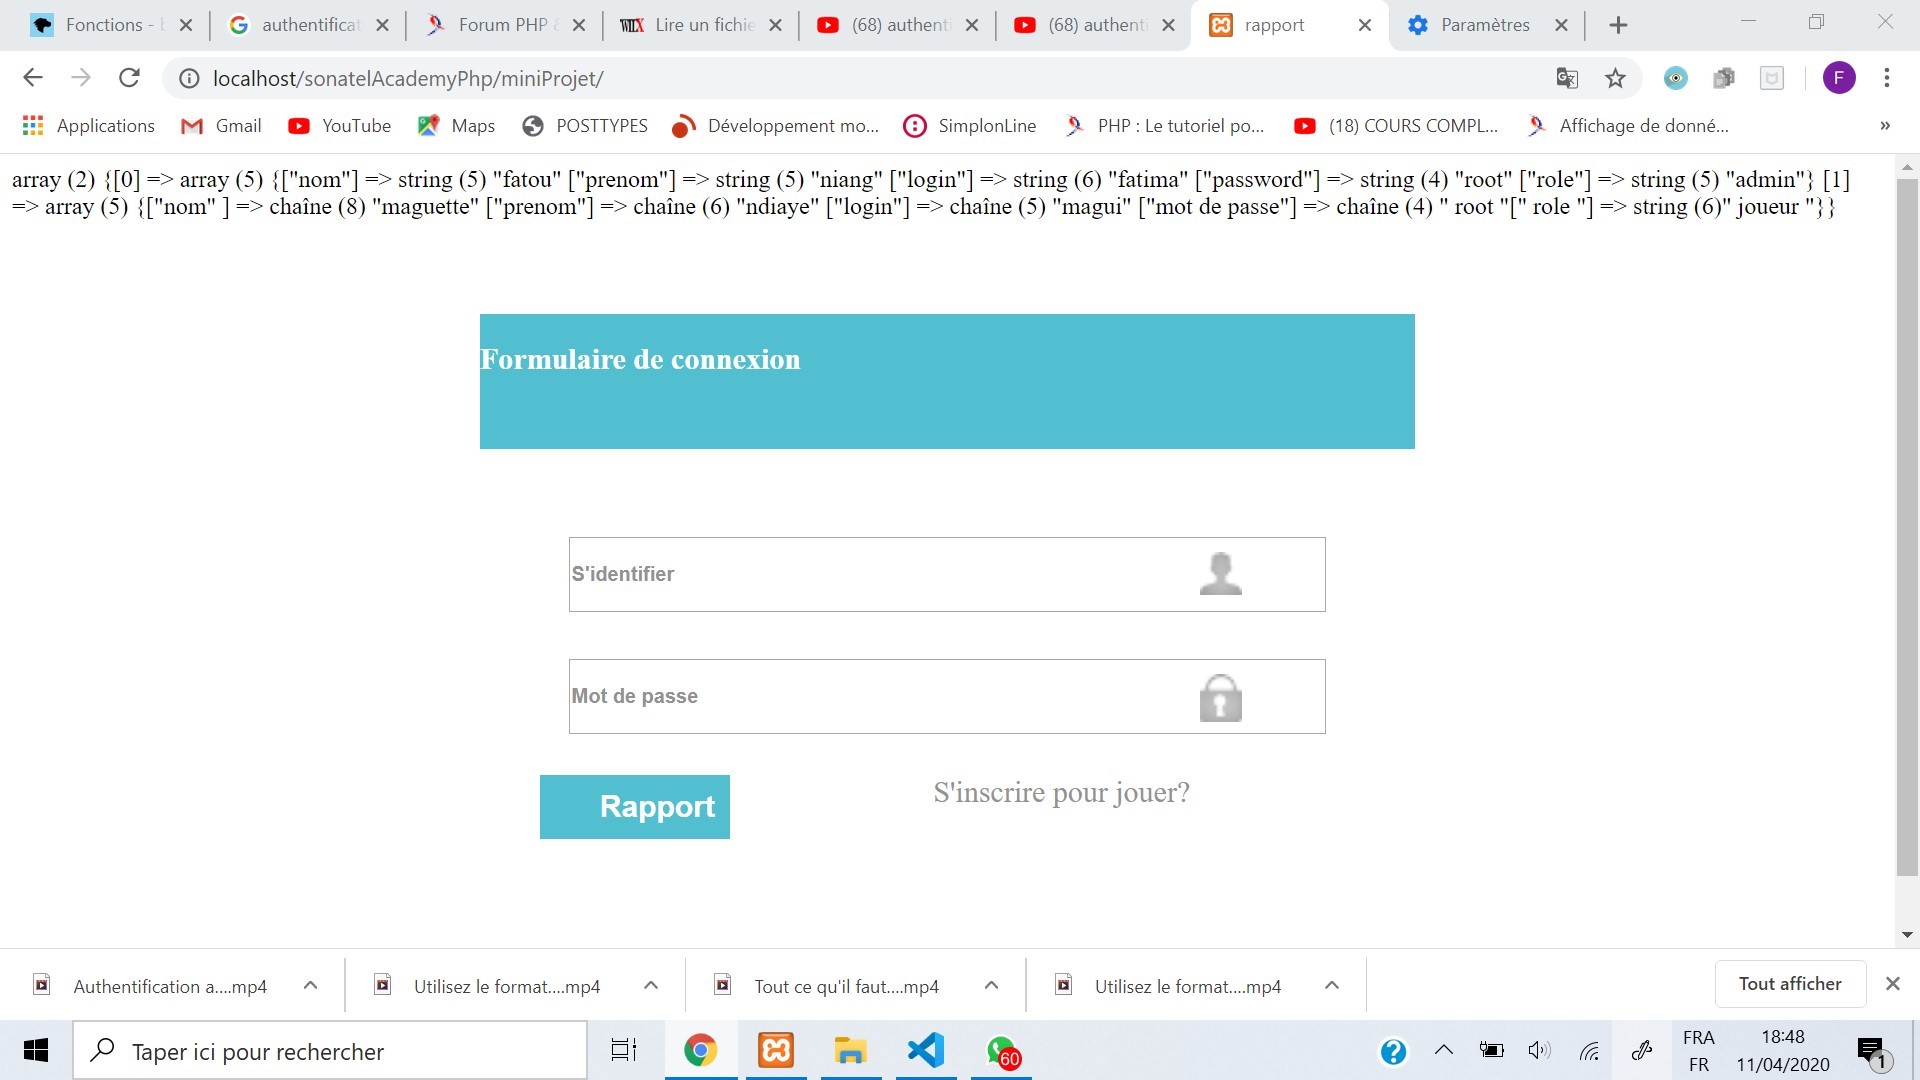 Fonctions - b
authentificat
Forum PHP &
Lire un fichie
(68) authenti
(68) authenti
rapport
Paramètres
localhost/sonatelAcademyPhp/miniProjet/
F
Applications
Gmail
YouTube
Maps
POSTTYPES
Développement mo...
SimplonLine
PHP : Le tutoriel po...
(18) COURS COMPL...
Affichage de donné...
»
array (2) {[0] => array (5) {["nom"] => string (5) "fatou" ["prenom"] => string (5) "niang" ["login"] => string (6) "fatima" ["password"] => string (4) "root" ["role"] => string (5) "admin"} [1]
=> array (5) {["nom" ] => chaîne (8) "maguette" ["prenom"] => chaîne (6) "ndiaye" ["login"] => chaîne (5) "magui" ["mot de passe"] => chaîne (4) " root "[" role "] => string (6)" joueur "}}
Formulaire de connexion
S'identifier
Mot de passe
Rapport
S'inscrire pour jouer?
Authentification a....mp4
Utilisez le format....mp4
Tout ce qu'il faut....mp4
Utilisez le format....mp4
Tout afficher
Taper ici pour rechercher
60
FRA
FR
18:48
11/04/2020
1